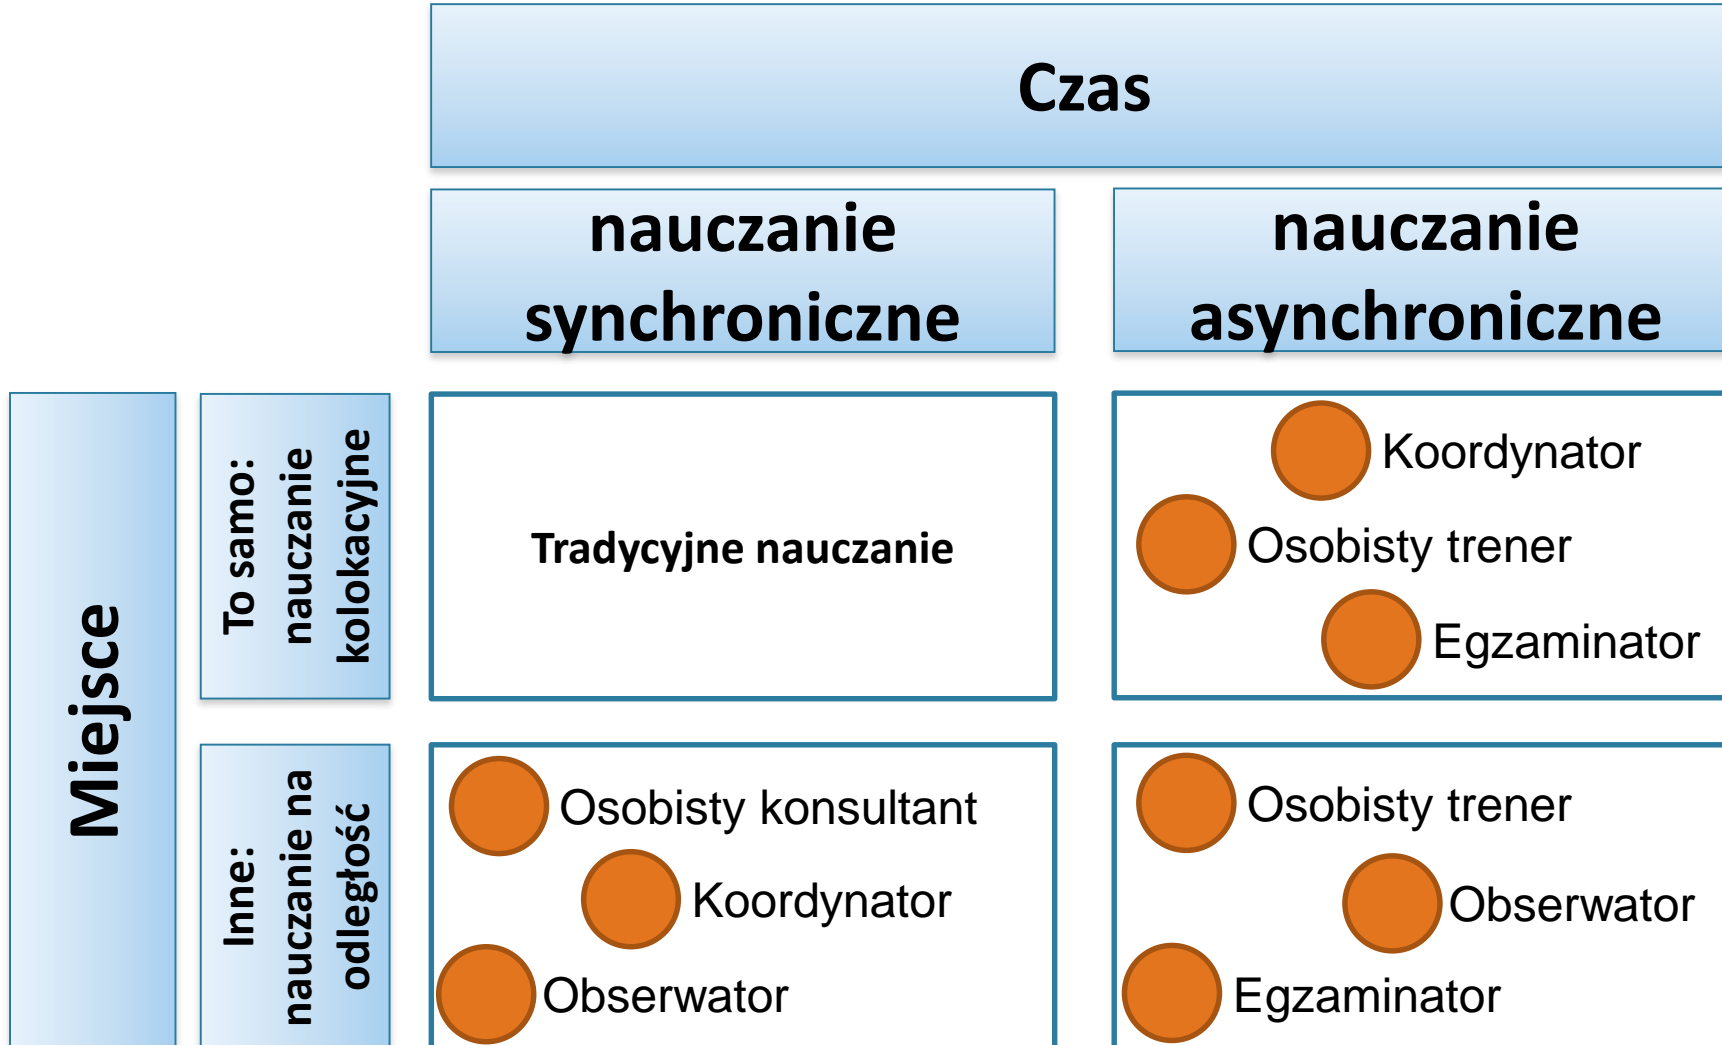 Czas
nauczanie
synchroniczne
nauczanie
asynchroniczne
Miejsce
To samo:
nauczanie
kolokacyjne
Tradycyjne nauczanie
Koordynator
Osobisty trener
Egzaminator
Inne:
nauczanie na
odległość
Osobisty konsultant
Koordynator
Obserwator
Osobisty trener
Obserwator
Egzaminator